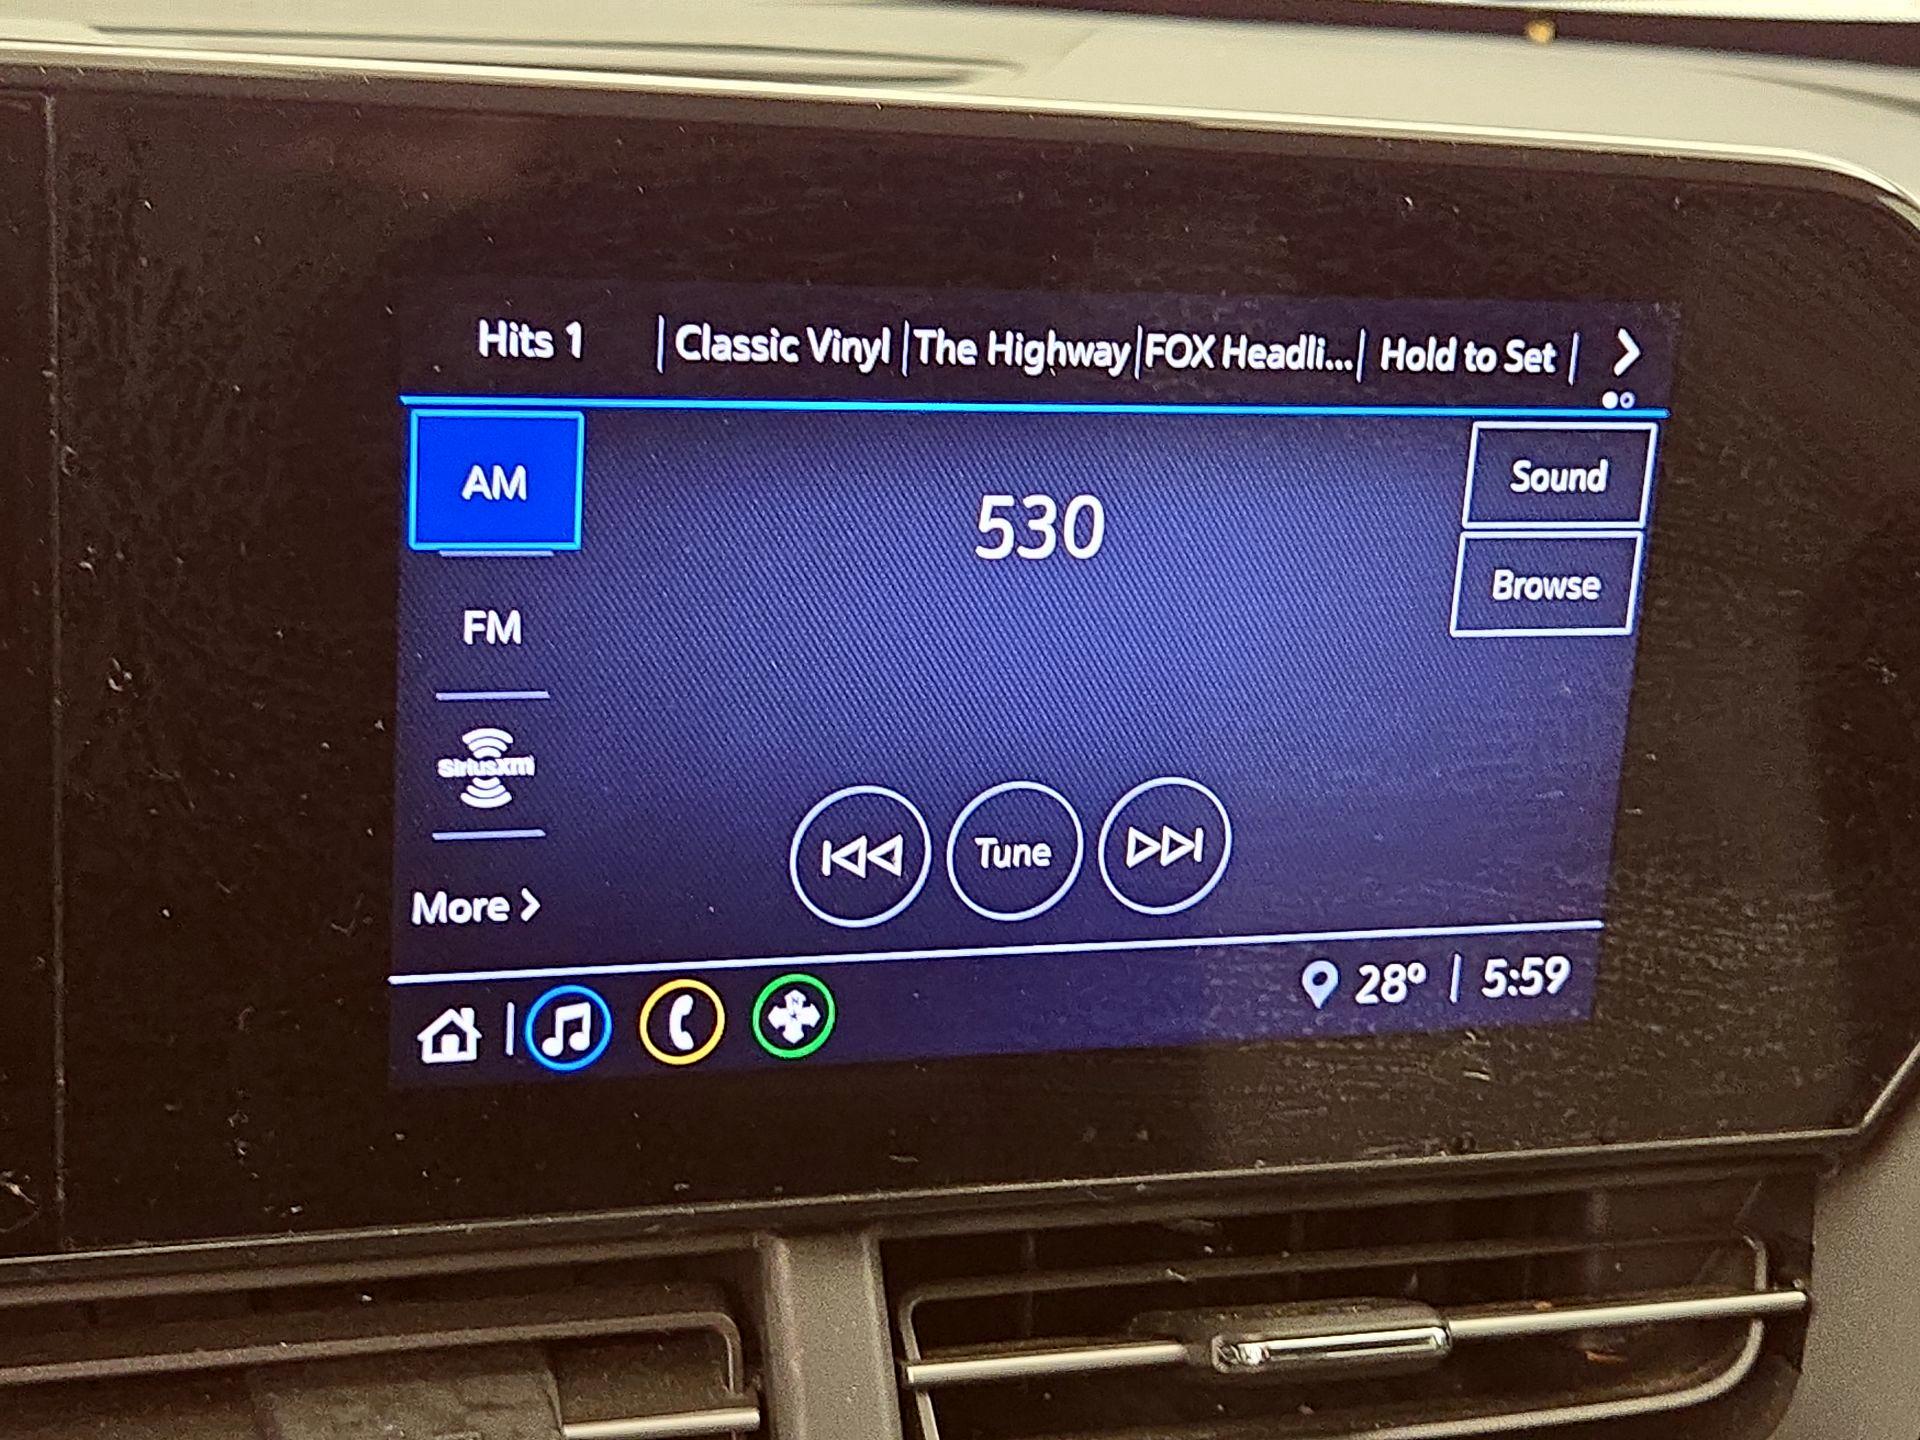 Hits 1 | Classic Vinyl | The Highway | FOX Headli... | Hold to Set |
AM
530
Sound
Browse
FM
SiriusXM
Tune
More >
28° | 5:59